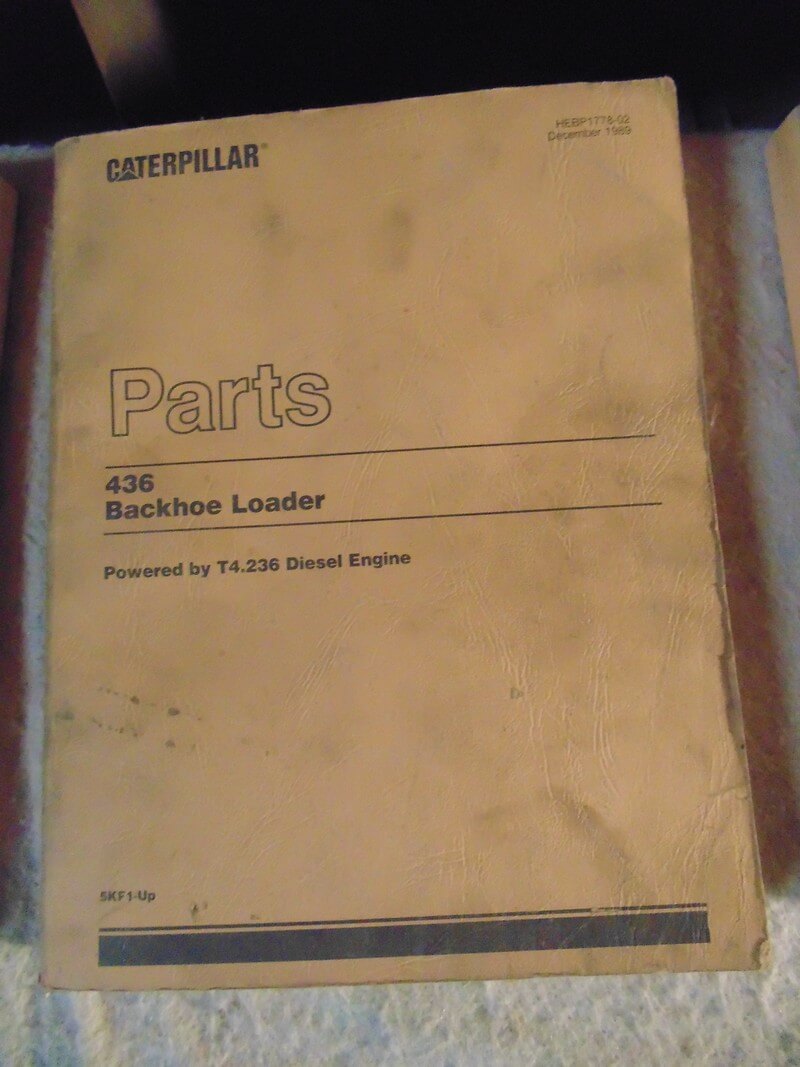 CATERPILLAR®
HEBP1778-02
December 1989
Parts
436
Backhoe Loader
Powered by T4.236 Diesel Engine
5KF1-Up